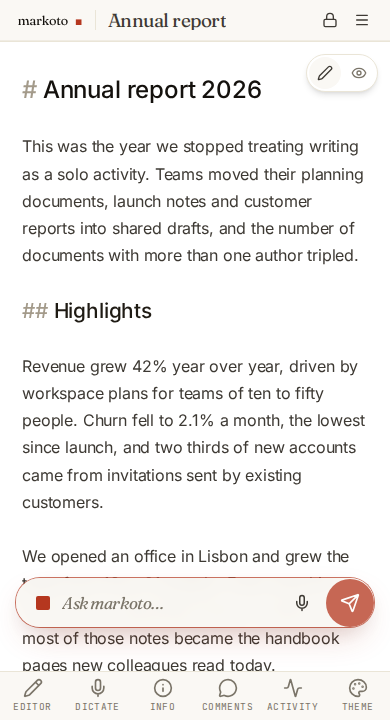 markoto
Annual report
# Annual report 2026
This was the year we stopped treating writing
as a solo activity. Teams moved their planning
documents, launch notes and customer
reports into shared drafts, and the number of
documents with more than one author tripled.
## Highlights
Revenue grew 42% year over year, driven by
workspace plans for teams of ten to fifty
people. Churn fell to 2.1% a month, the lowest
since launch, and two thirds of new accounts
came from invitations sent by existing
customers.
We opened an office in Lisbon and grew the
Ask markoto...
most of those notes became the handbook
pages new colleagues read today.
EDITOR
DICTATE
INFO
COMMENTS
ACTIVITY
THEME